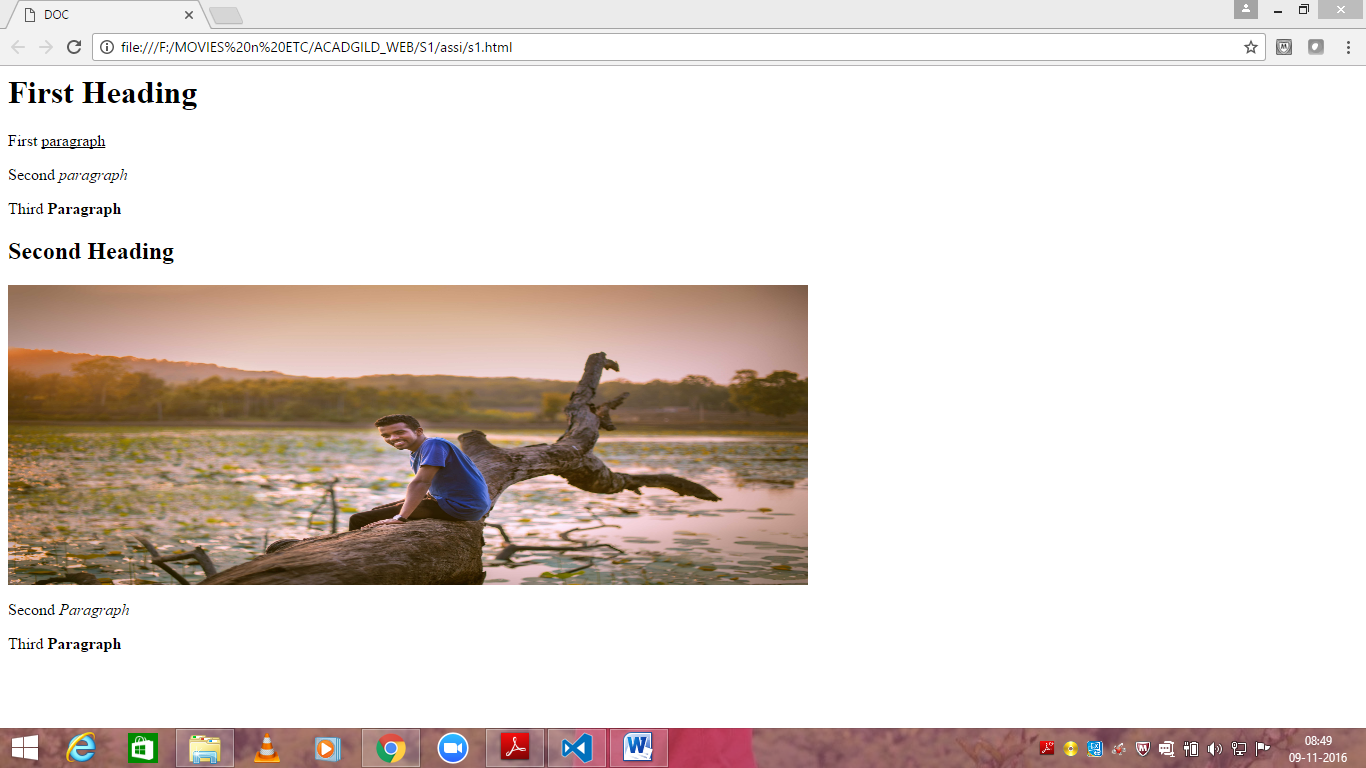 DOC
file:///F:/MOVIES%20n%20ETC/ACADGILD_WEB/S1/assi/s1.html
First Heading
First paragraph
Second paragraph
Third Paragraph
Second Heading
Second Paragraph
Third Paragraph
08:49
09-11-2016